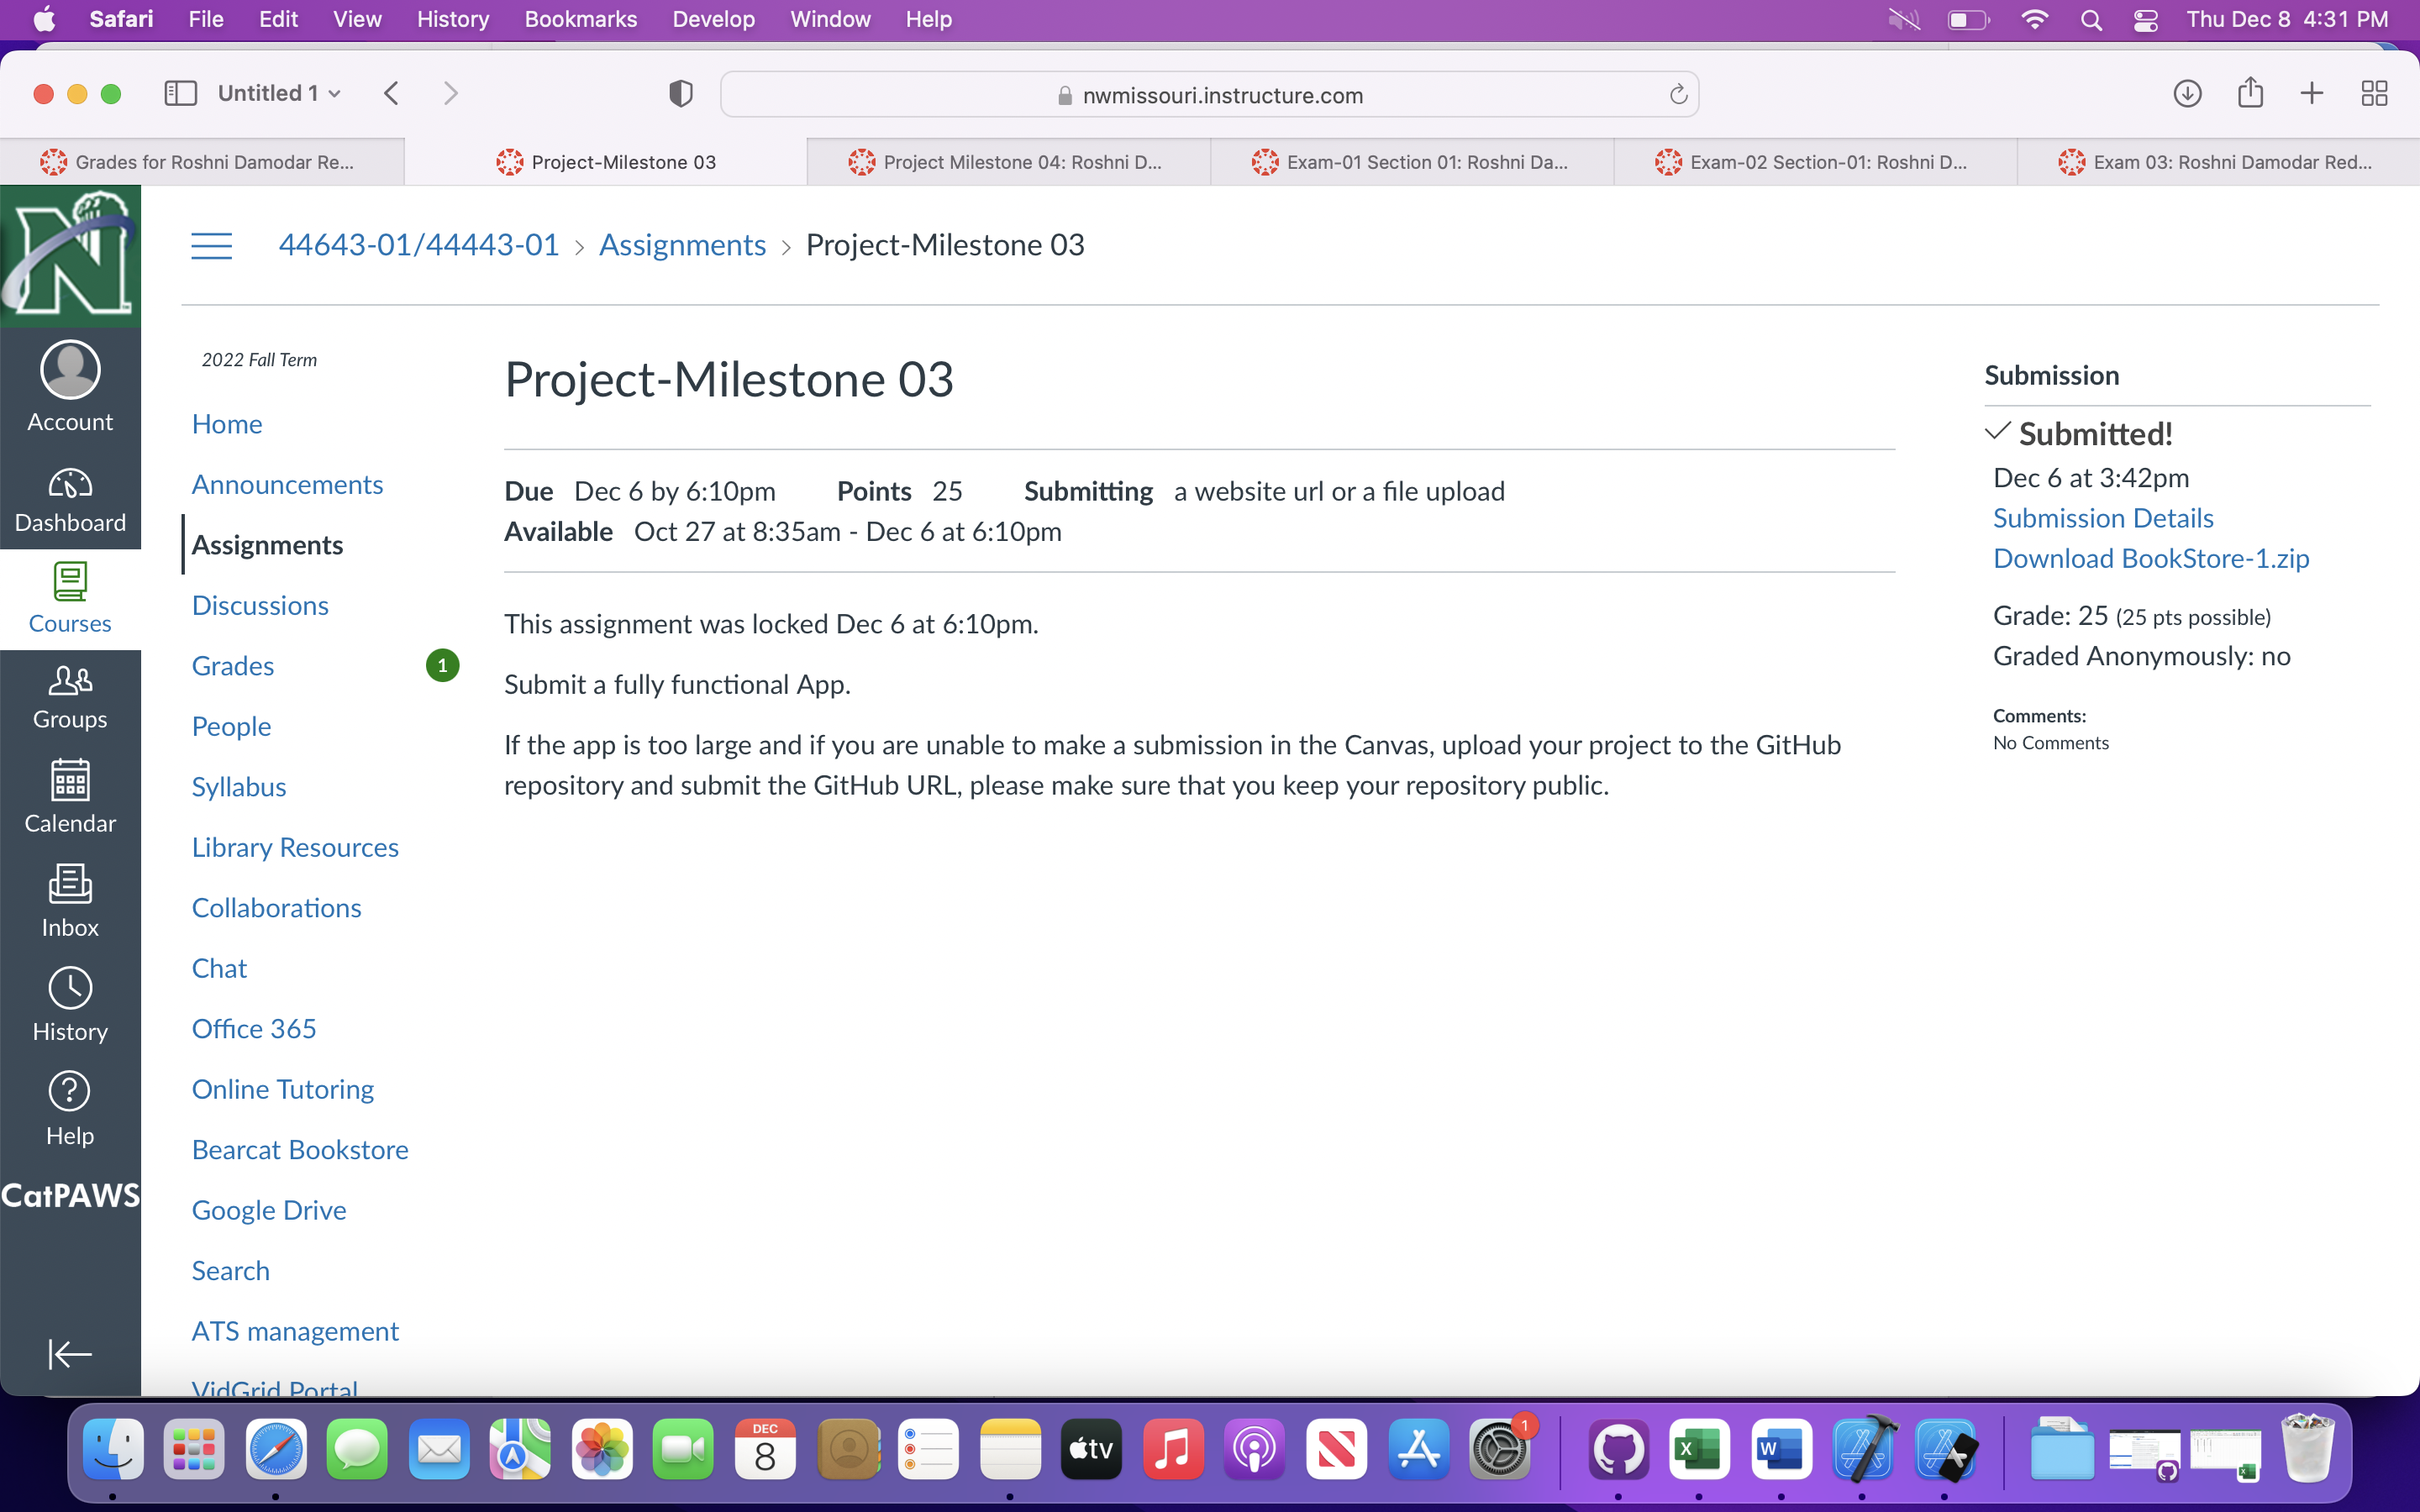 Safari File Edit View History Bookmarks Develop Window Help Thu Dec 8 4:31 PM
Untitled 1 nwmissouri.instructure.com
Grades for Roshni Damodar Re... Project-Milestone 03 Project Milestone 04: Roshni D... Exam-01 Section 01: Roshni Da... Exam-02 Section-01: Roshni D... Exam 03: Roshni Damodar Red...
N
44643-01/44443-01 › Assignments › Project-Milestone 03
Account
Dashboard
Courses
Groups
Calendar
Inbox
History
Help
CatPAWS
2022 Fall Term
Home
Announcements
Assignments
Discussions
Grades 1
People
Syllabus
Library Resources
Collaborations
Chat
Office 365
Online Tutoring
Bearcat Bookstore
Google Drive
Search
ATS management
VidGrid Portal
Project-Milestone 03
Due Dec 6 by 6:10pm Points 25 Submitting a website url or a file upload
Available Oct 27 at 8:35am - Dec 6 at 6:10pm
This assignment was locked Dec 6 at 6:10pm.
Submit a fully functional App.
If the app is too large and if you are unable to make a submission in the Canvas, upload your project to the GitHub
repository and submit the GitHub URL, please make sure that you keep your repository public.
Submission
Submitted!
Dec 6 at 3:42pm
Submission Details
Download BookStore-1.zip
Grade: 25 (25 pts possible)
Graded Anonymously: no
Comments:
No Comments
DEC
8
tv
1
X
W